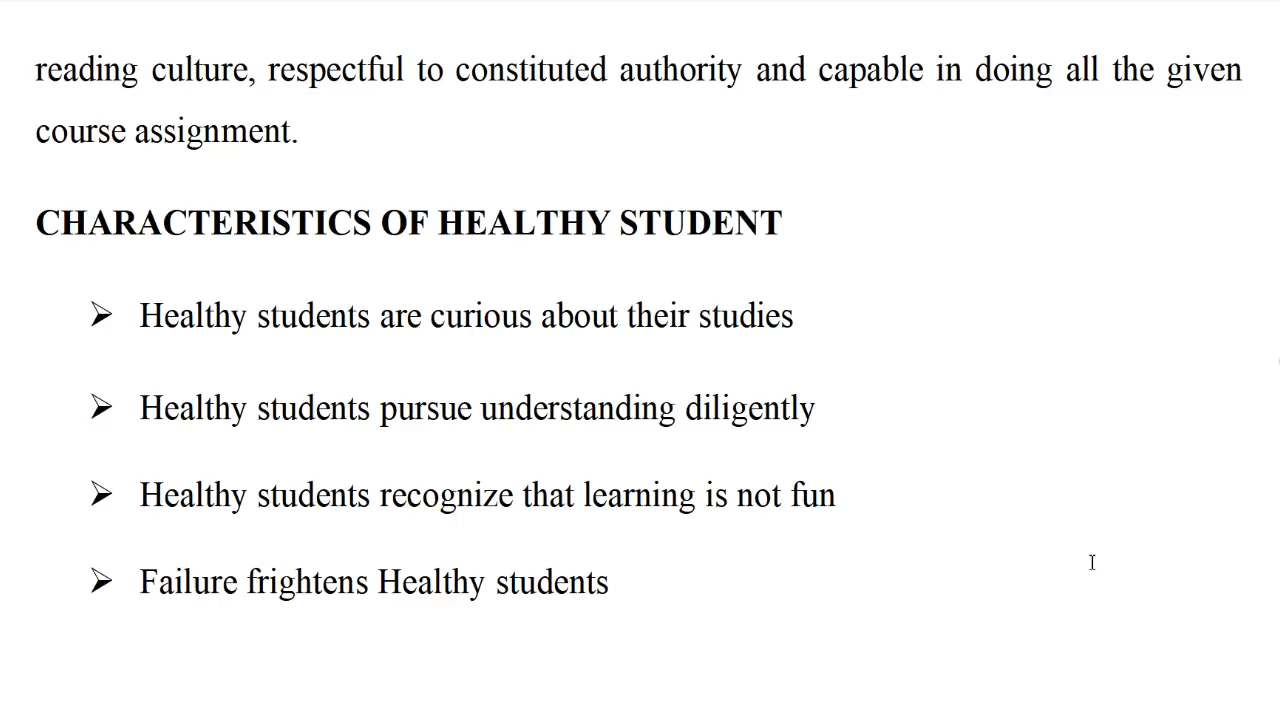 reading culture, respectful to constituted authority and capable in doing all the given
course assignment.
CHARACTERISTICS OF HEALTHY STUDENT
➢ Healthy students are curious about their studies
➢ Healthy students pursue understanding diligently
➢ Healthy students recognize that learning is not fun
➢ Failure frightens Healthy students